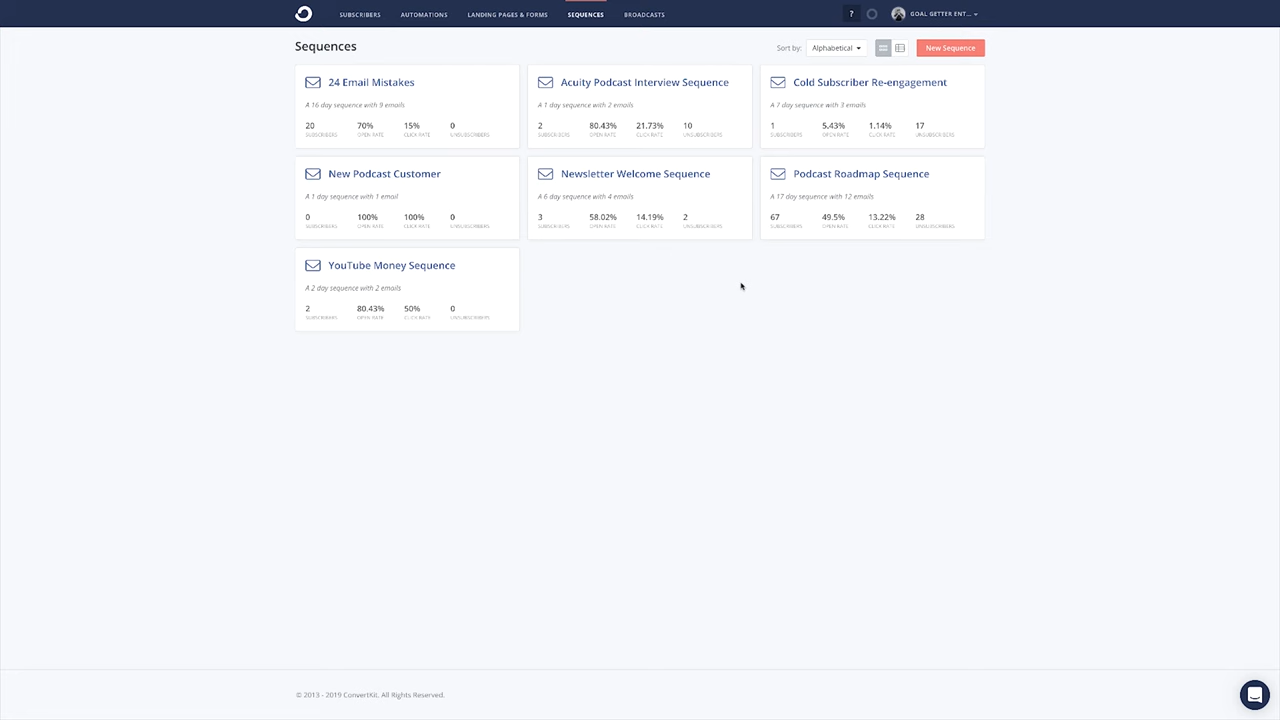 SUBSCRIBERS AUTOMATIONS LANDING PAGES & FORMS SEQUENCES BROADCASTS ? GOAL GETTER ENT...
Sequences
Sort by: Alphabetical New Sequence
24 Email Mistakes
A 16 day sequence with 9 emails
20 70% 15% 0
SUBSCRIBERS OPEN RATE CLICK RATE UNSUBSCRIBERS
Acuity Podcast Interview Sequence
A 1 day sequence with 2 emails
2 80.43% 21.73% 10
SUBSCRIBERS OPEN RATE CLICK RATE UNSUBSCRIBERS
Cold Subscriber Re-engagement
A 7 day sequence with 3 emails
1 5.43% 1.14% 17
SUBSCRIBERS OPEN RATE CLICK RATE UNSUBSCRIBERS
New Podcast Customer
A 1 day sequence with 1 email
0 100% 100% 0
SUBSCRIBERS OPEN RATE CLICK RATE UNSUBSCRIBERS
Newsletter Welcome Sequence
A 6 day sequence with 4 emails
3 58.02% 14.19% 2
SUBSCRIBERS OPEN RATE CLICK RATE UNSUBSCRIBERS
Podcast Roadmap Sequence
A 17 day sequence with 12 emails
67 49.5% 13.22% 28
SUBSCRIBERS OPEN RATE CLICK RATE UNSUBSCRIBERS
YouTube Money Sequence
A 2 day sequence with 2 emails
2 80.43% 50% 0
SUBSCRIBERS OPEN RATE CLICK RATE UNSUBSCRIBERS
© 2013 - 2019 ConvertKit. All Rights Reserved.